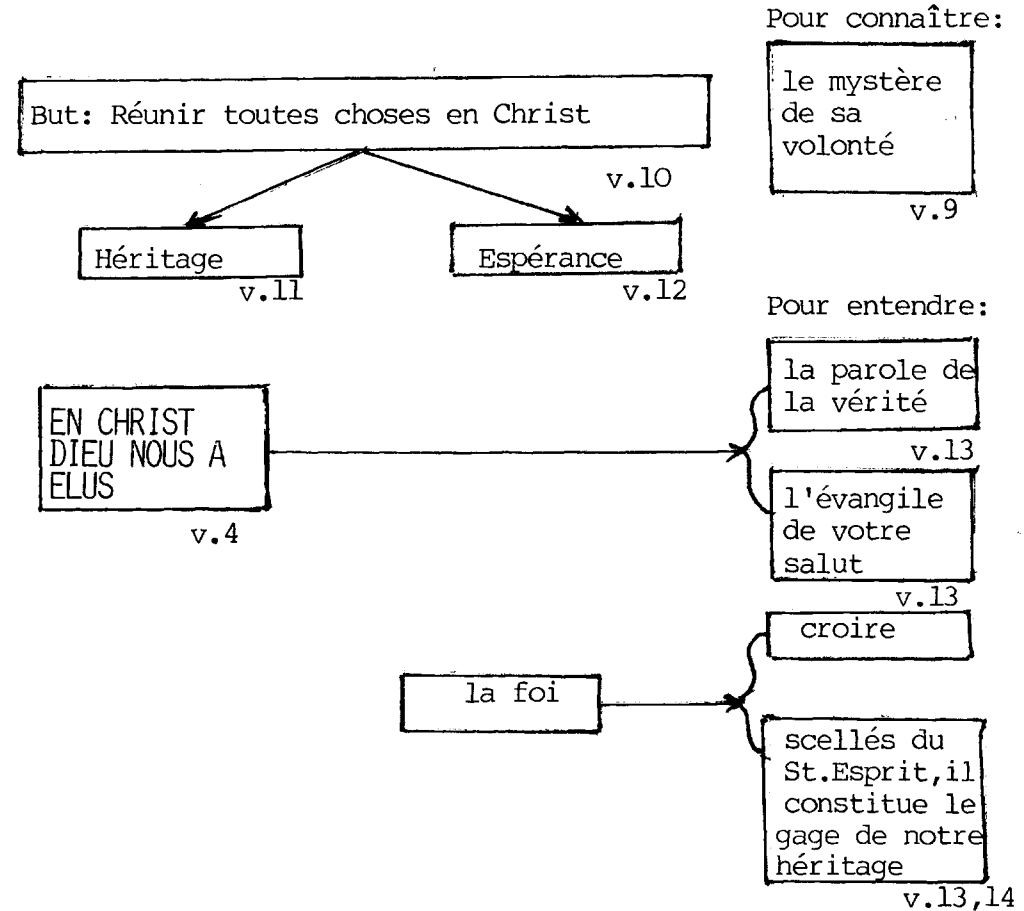 Pour connaître:
le mystère
de sa
volonté
v.9
But: Réunir toutes choses en Christ
v.10
Héritage
v.11
Espérance
v.12
Pour entendre:
la parole de
la vérité
v.13
EN CHRIST
DIEU NOUS A
ELUS
v.4
l'évangile
de votre
salut
v.13
croire
la foi
scellés du
St.Esprit,il
constitue le
gage de notre
héritage
v.13,14